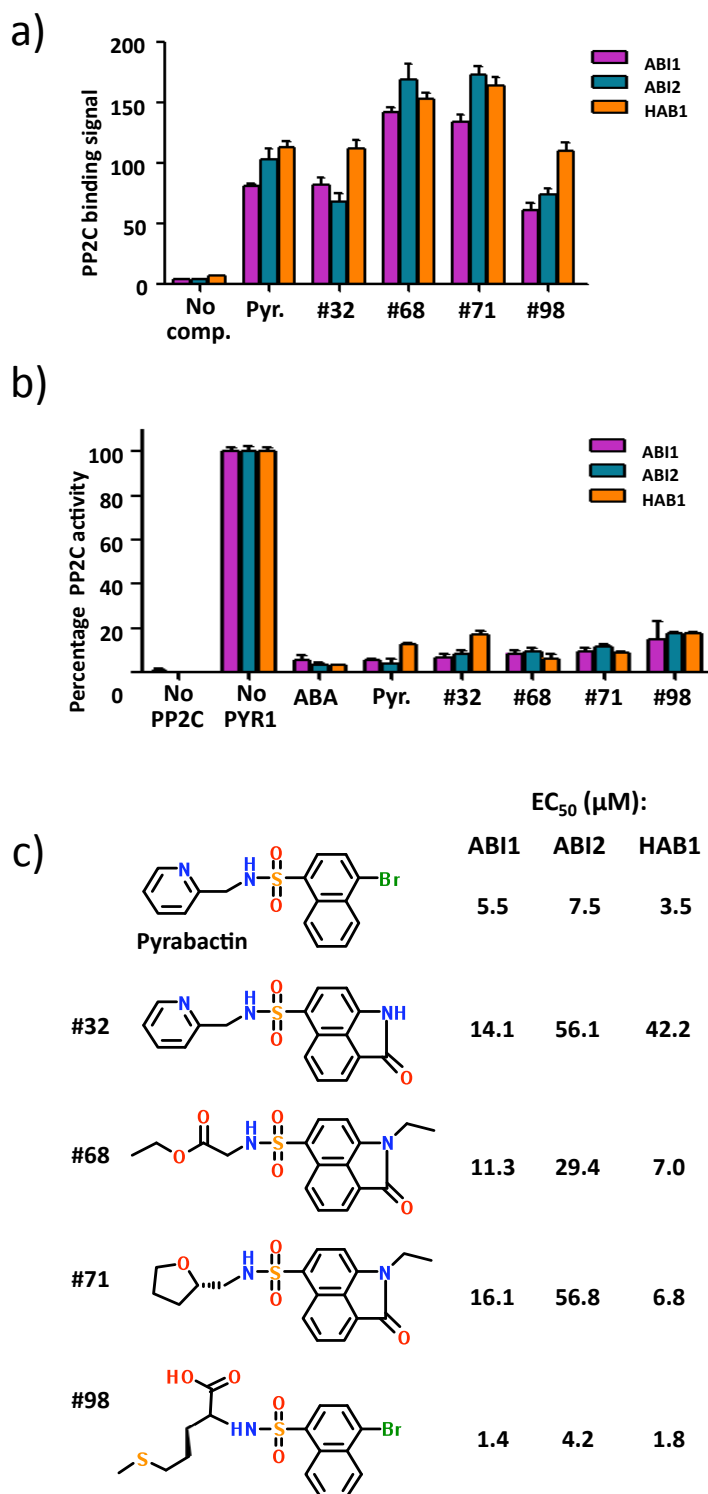 a)
PP2C binding signal
200
150
100
50
0
ABI1
ABI2
HAB1
No comp.
Pyr.
#32
#68
#71
#98
b)
Percentage PP2C activity
100
80
60
40
20
0
ABI1
ABI2
HAB1
No PP2C
No PYR1
ABA
Pyr.
#32
#68
#71
#98
c)
EC50 (μM):
ABI1 ABI2 HAB1
N H N O S O Br
Pyrabactin
5.5 7.5 3.5
#32
N H N O S O NH O
14.1 56.1 42.2
#68
O O H N O S O N O
11.3 29.4 7.0
#71
O H N O S O N O
16.1 56.8 6.8
#98
HO O S HN O S O Br
1.4 4.2 1.8